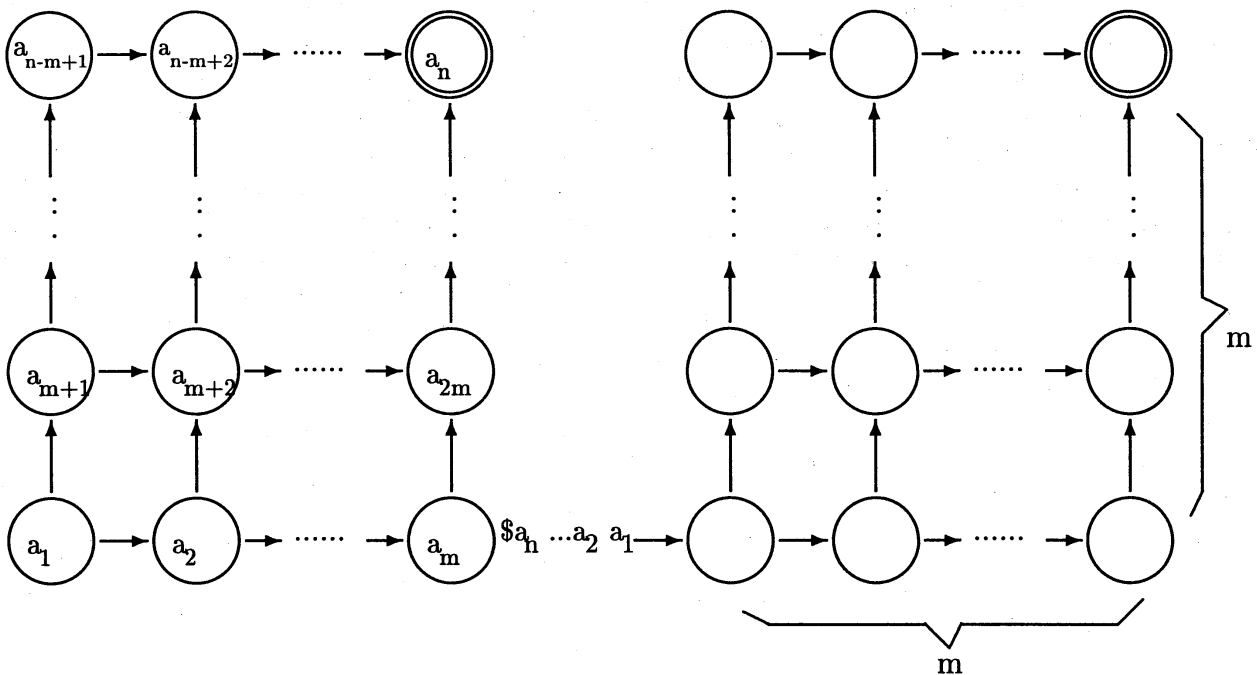 a_{n-m+1} a_{n-m+2} ...... a_n ......
a_{m+1} a_{m+2} ...... a_{2m} ...... m
a_1 a_2 ...... a_m $a_n ...a_2 a_1 ......
m